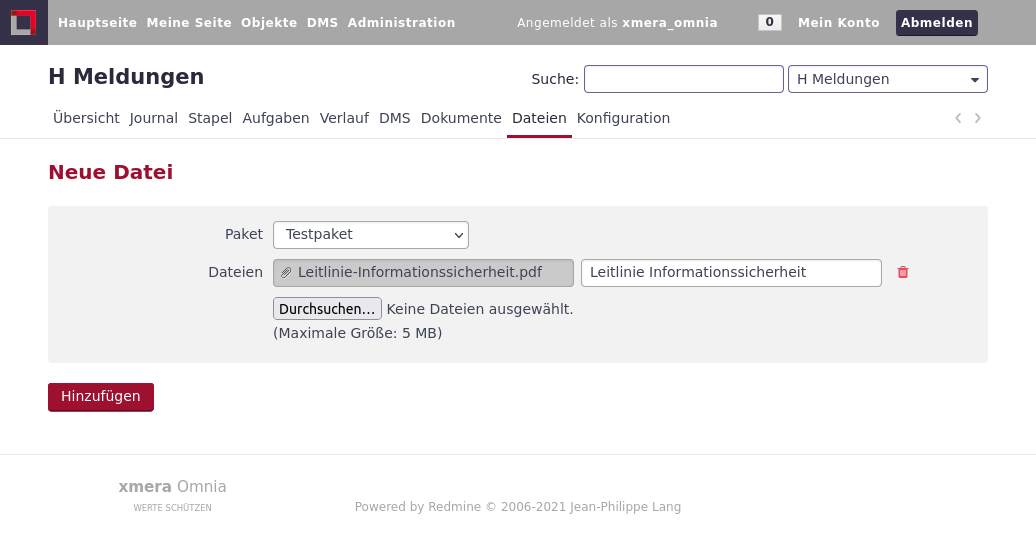 Hauptseite Meine Seite Objekte DMS Administration Angemeldet als xmera_omnia 0 Mein Konto Abmelden
H Meldungen Suche: H Meldungen
Übersicht Journal Stapel Aufgaben Verlauf DMS Dokumente Dateien Konfiguration
Neue Datei
Paket Testpaket
Dateien Leitlinie-Informationssicherheit.pdf Leitlinie Informationssicherheit
Durchsuchen... Keine Dateien ausgewählt.
(Maximale Größe: 5 MB)
Hinzufügen
xmera Omnia
WERTE SCHÜTZEN
Powered by Redmine © 2006-2021 Jean-Philippe Lang